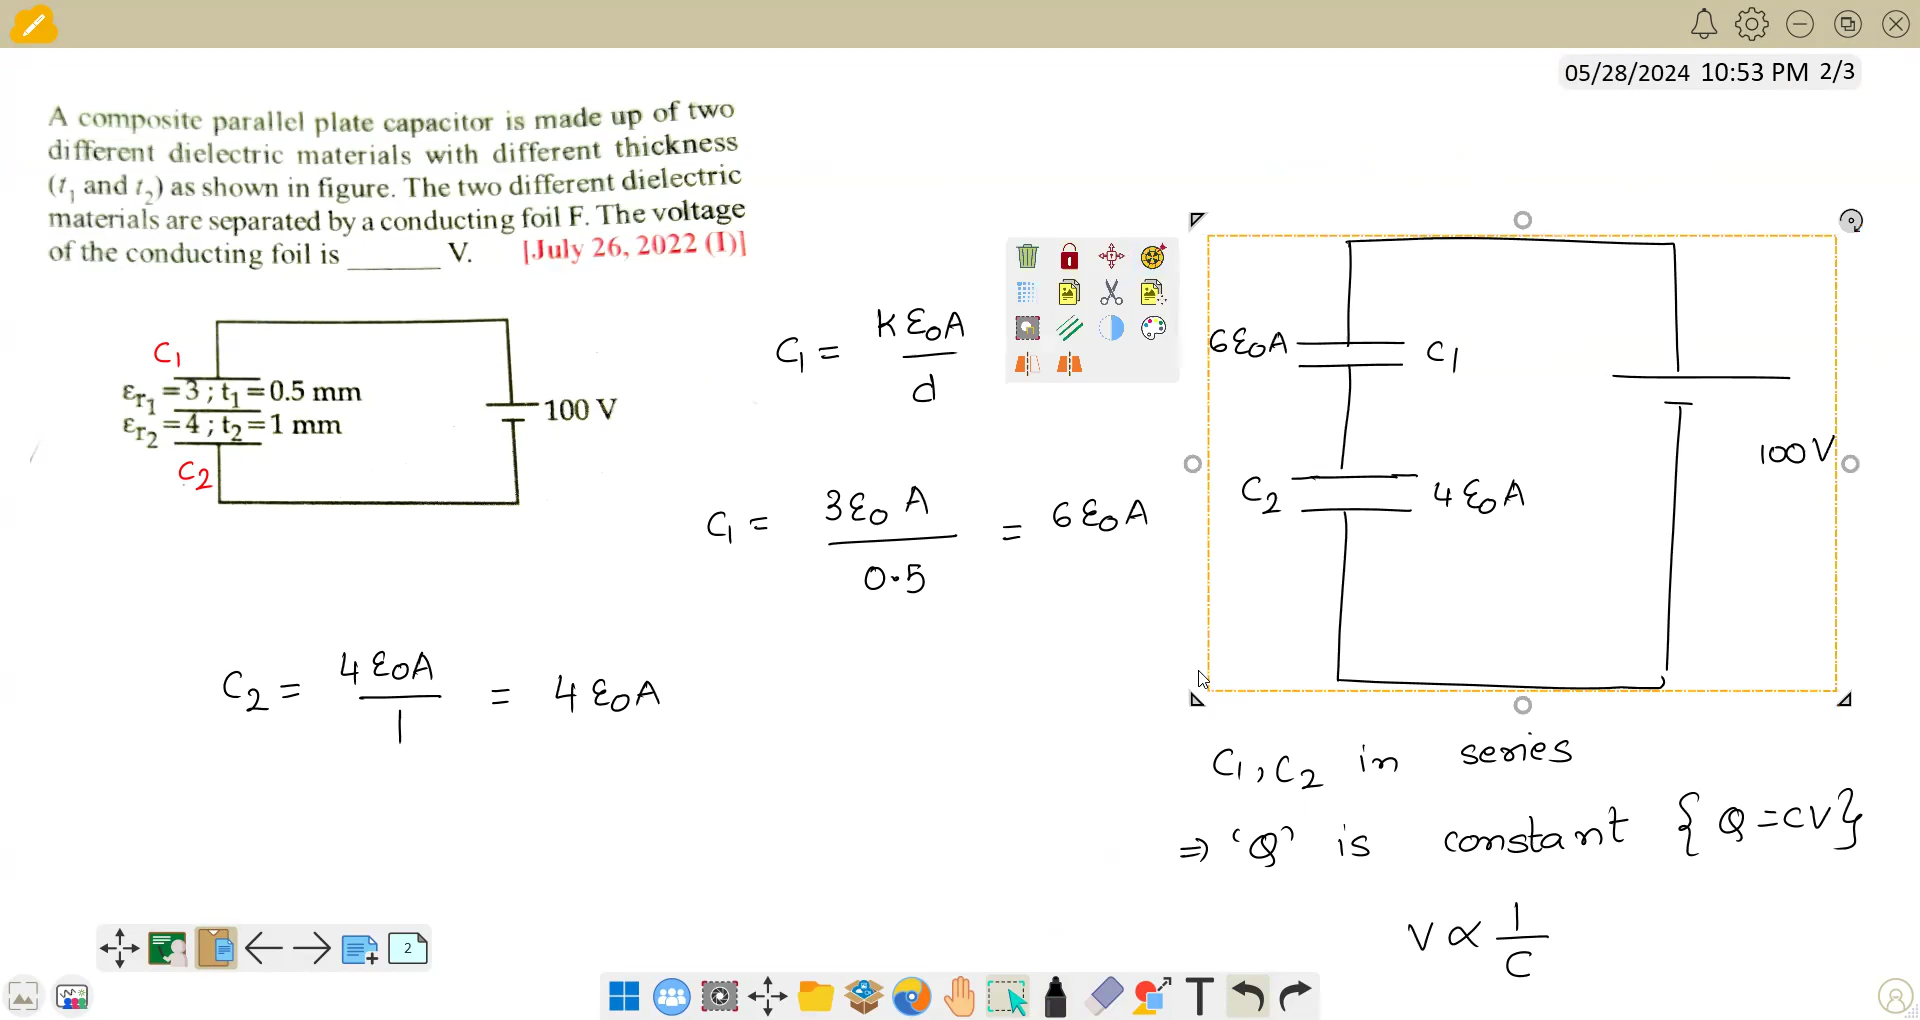 05/28/2024 10:53 PM 2/3
A composite parallel plate capacitor is made up of two
different dielectric materials with different thickness
(t₁ and t₂) as shown in figure. The two different dielectric
materials are separated by a conducting foil F. The voltage
of the conducting foil is ______ V. [July 26, 2022 (I)]
C₁
εr₁ = 3 ; t₁ = 0.5 mm
εr₂ = 4 ; t₂ = 1 mm
C₂
100 V
C₁ = Kε₀A / d
C₁ = 3ε₀A / 0.5 = 6ε₀A
C₂ = 4ε₀A / 1 = 4ε₀A
6ε₀A C₁
C₂ 4ε₀A
100V
C₁, C₂ in series
⇒ 'Q' is constant {Q = CV}
V ∝ 1/C
2